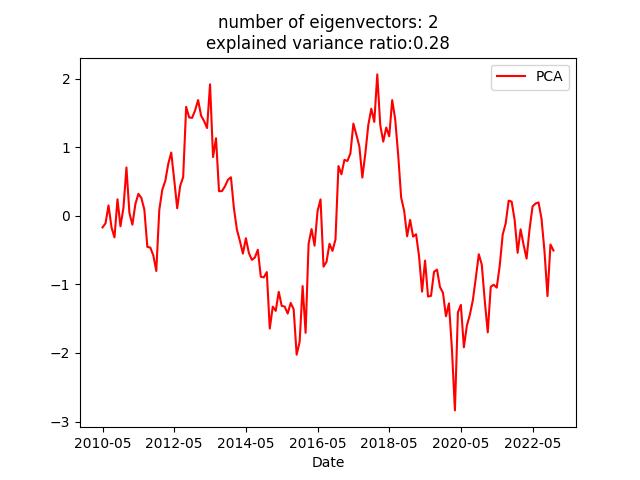 number of eigenvectors: 2
explained variance ratio:0.28
PCA
2
1
0
−1
−2
−3
2010-05 2012-05 2014-05 2016-05 2018-05 2020-05 2022-05
Date